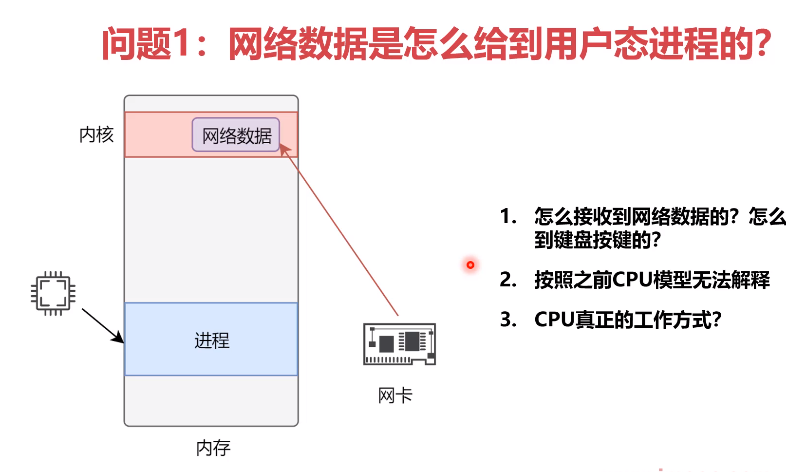 问题1：网络数据是怎么给到用户态进程的？
内核
网络数据
进程
网卡
内存
1. 怎么接收到网络数据的？怎么
到键盘按键的？
2. 按照之前CPU模型无法解释
3. CPU真正的工作方式？